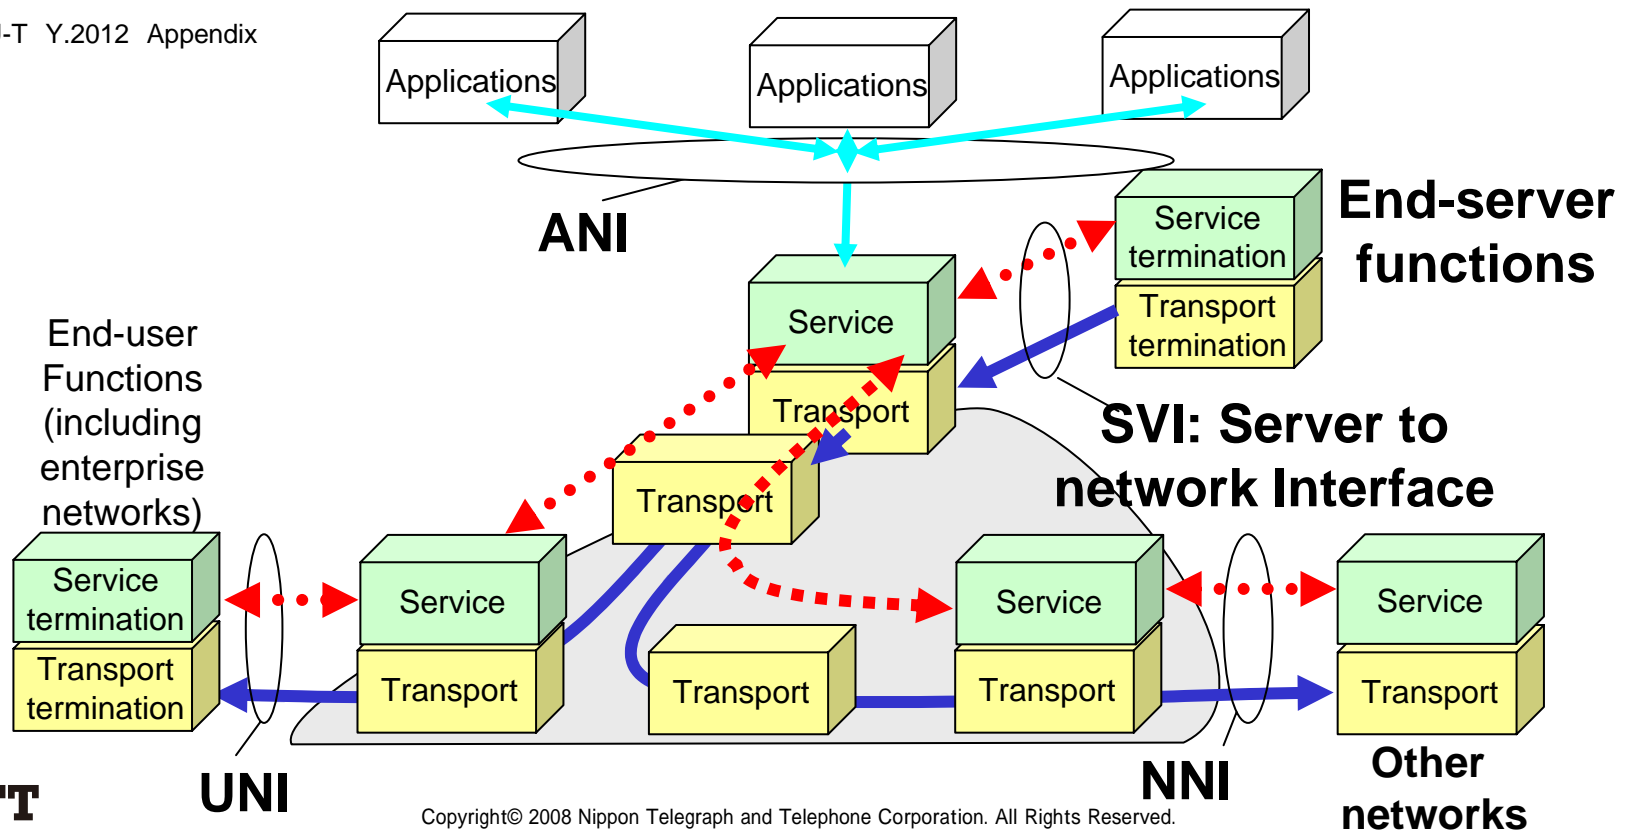 Y.2012 Appendix
Applications
Applications
Applications
ANI
Service
termination
Transport
termination
End-server
functions
Service
Transport
SVI: Server to
network Interface
End-user
Functions
(including
enterprise
networks)
Transport
Service
termination
Transport
termination
Service
Transport
Transport
Service
Transport
Service
Transport
UNI
NNI
Other
networks
Copyright© 2008 Nippon Telegraph and Telephone Corporation. All Rights Reserved.